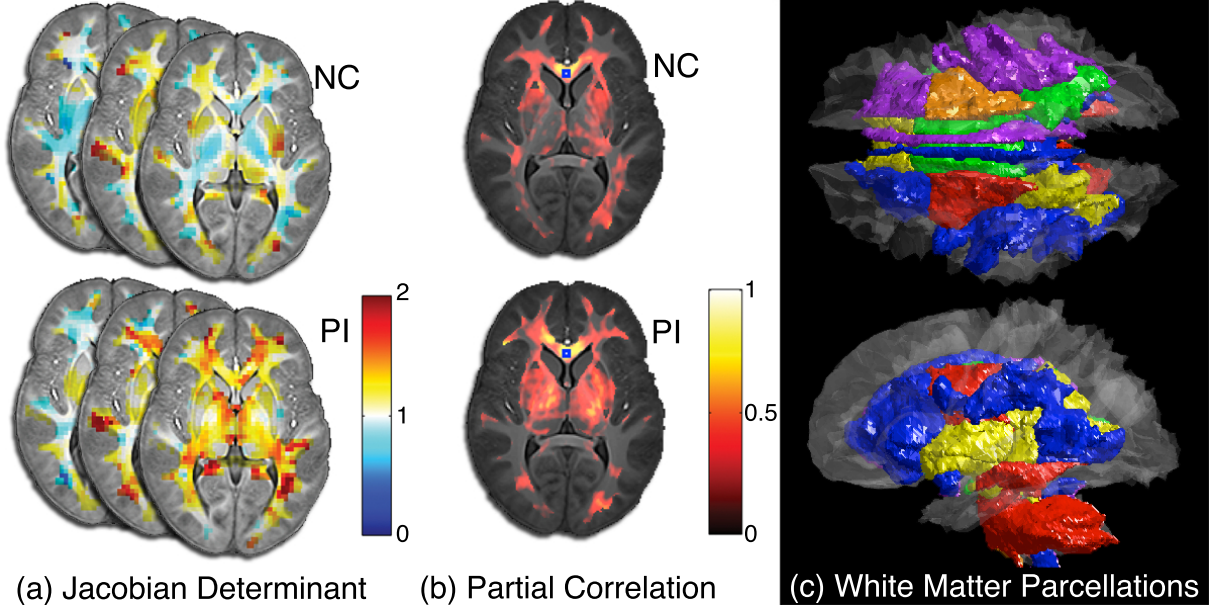 NC
NC
PI
2
1
0
PI
1
0.5
0
(a) Jacobian Determinant
(b) Partial Correlation
(c) White Matter Parcellations